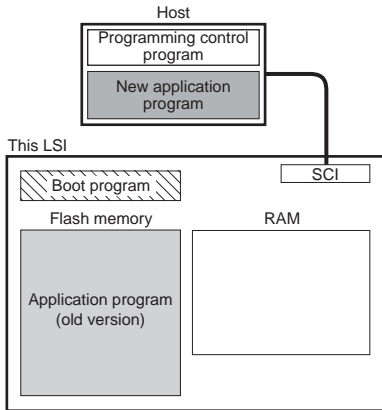 Host
Programming control
program
New application
program
This LSI
SCI
Boot program
Flash memory
RAM
Application program
(old version)